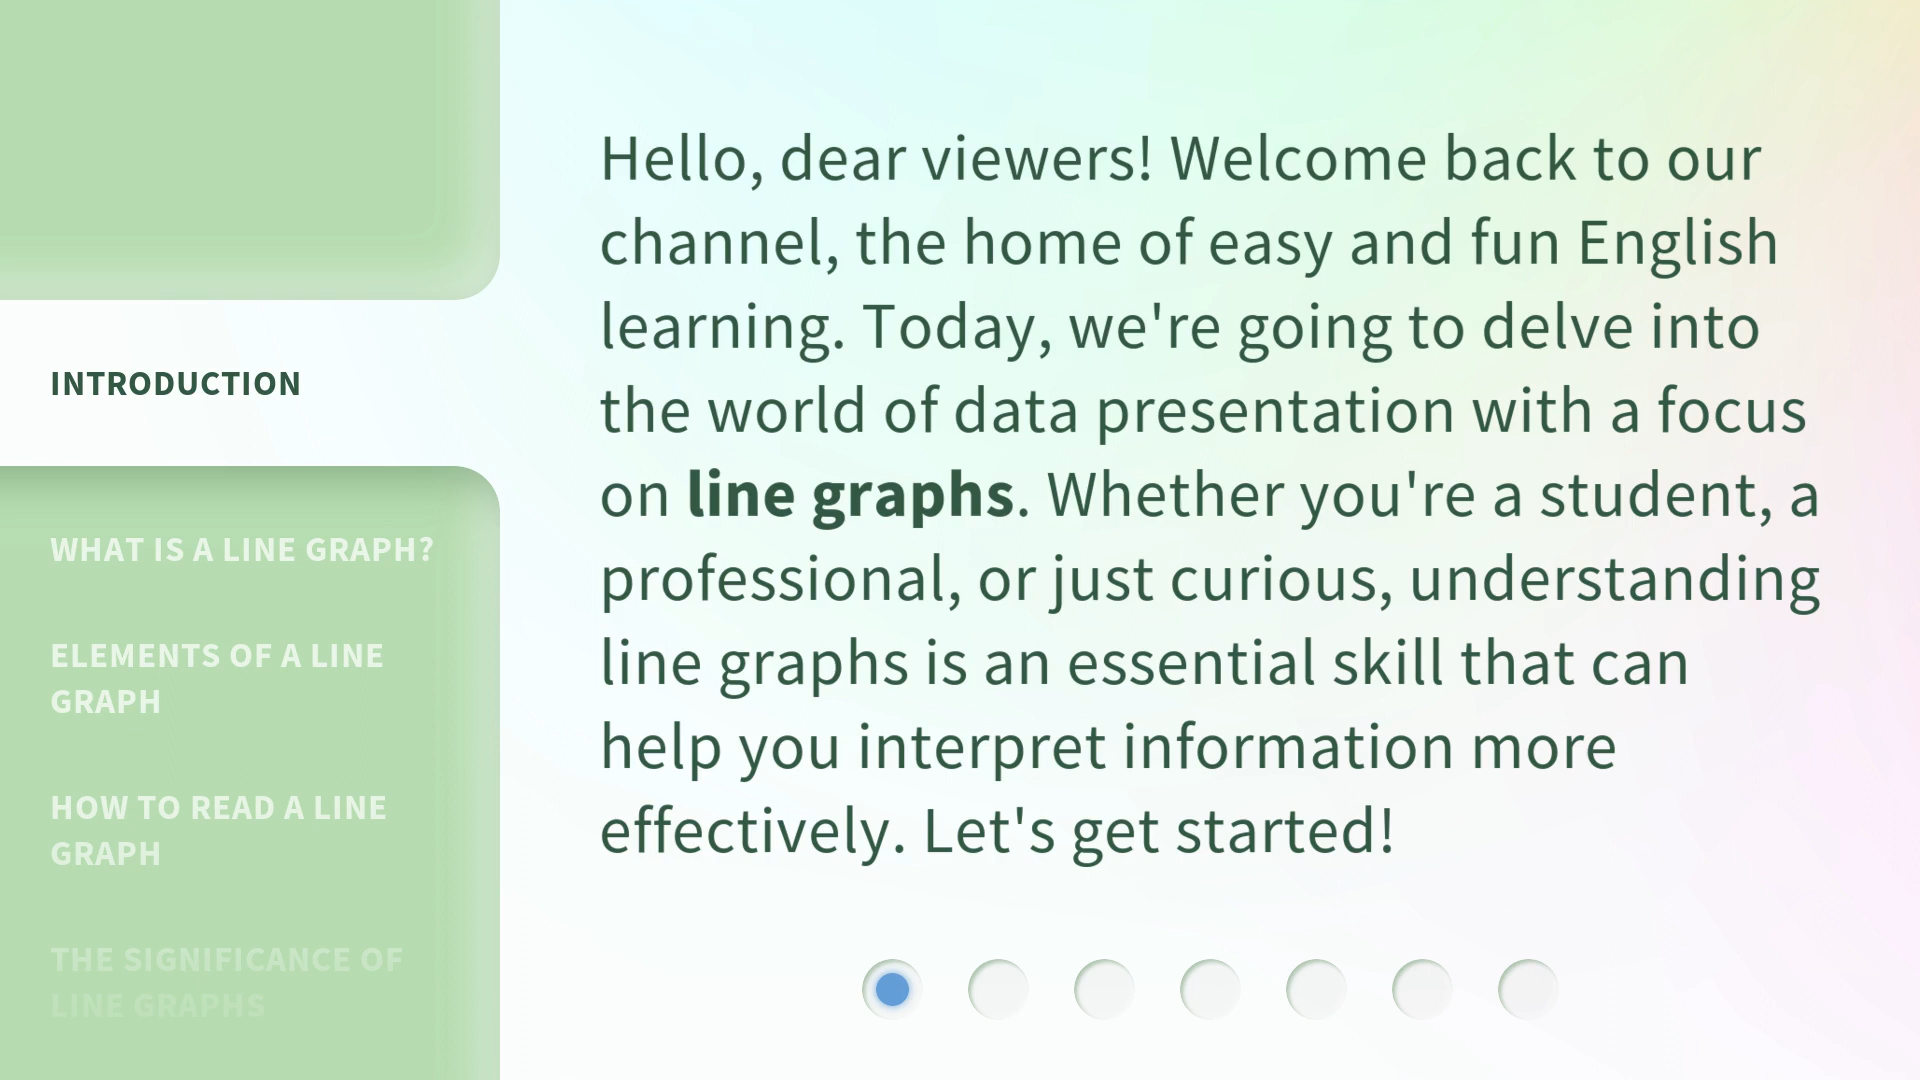 INTRODUCTION
WHAT IS A LINE GRAPH?
ELEMENTS OF A LINE
GRAPH
HOW TO READ A LINE
GRAPH
THE SIGNIFICANCE OF
LINE GRAPHS
Hello, dear viewers! Welcome back to our
channel, the home of easy and fun English
learning. Today, we're going to delve into
the world of data presentation with a focus
on line graphs. Whether you're a student, a
professional, or just curious, understanding
line graphs is an essential skill that can
help you interpret information more
effectively. Let's get started!